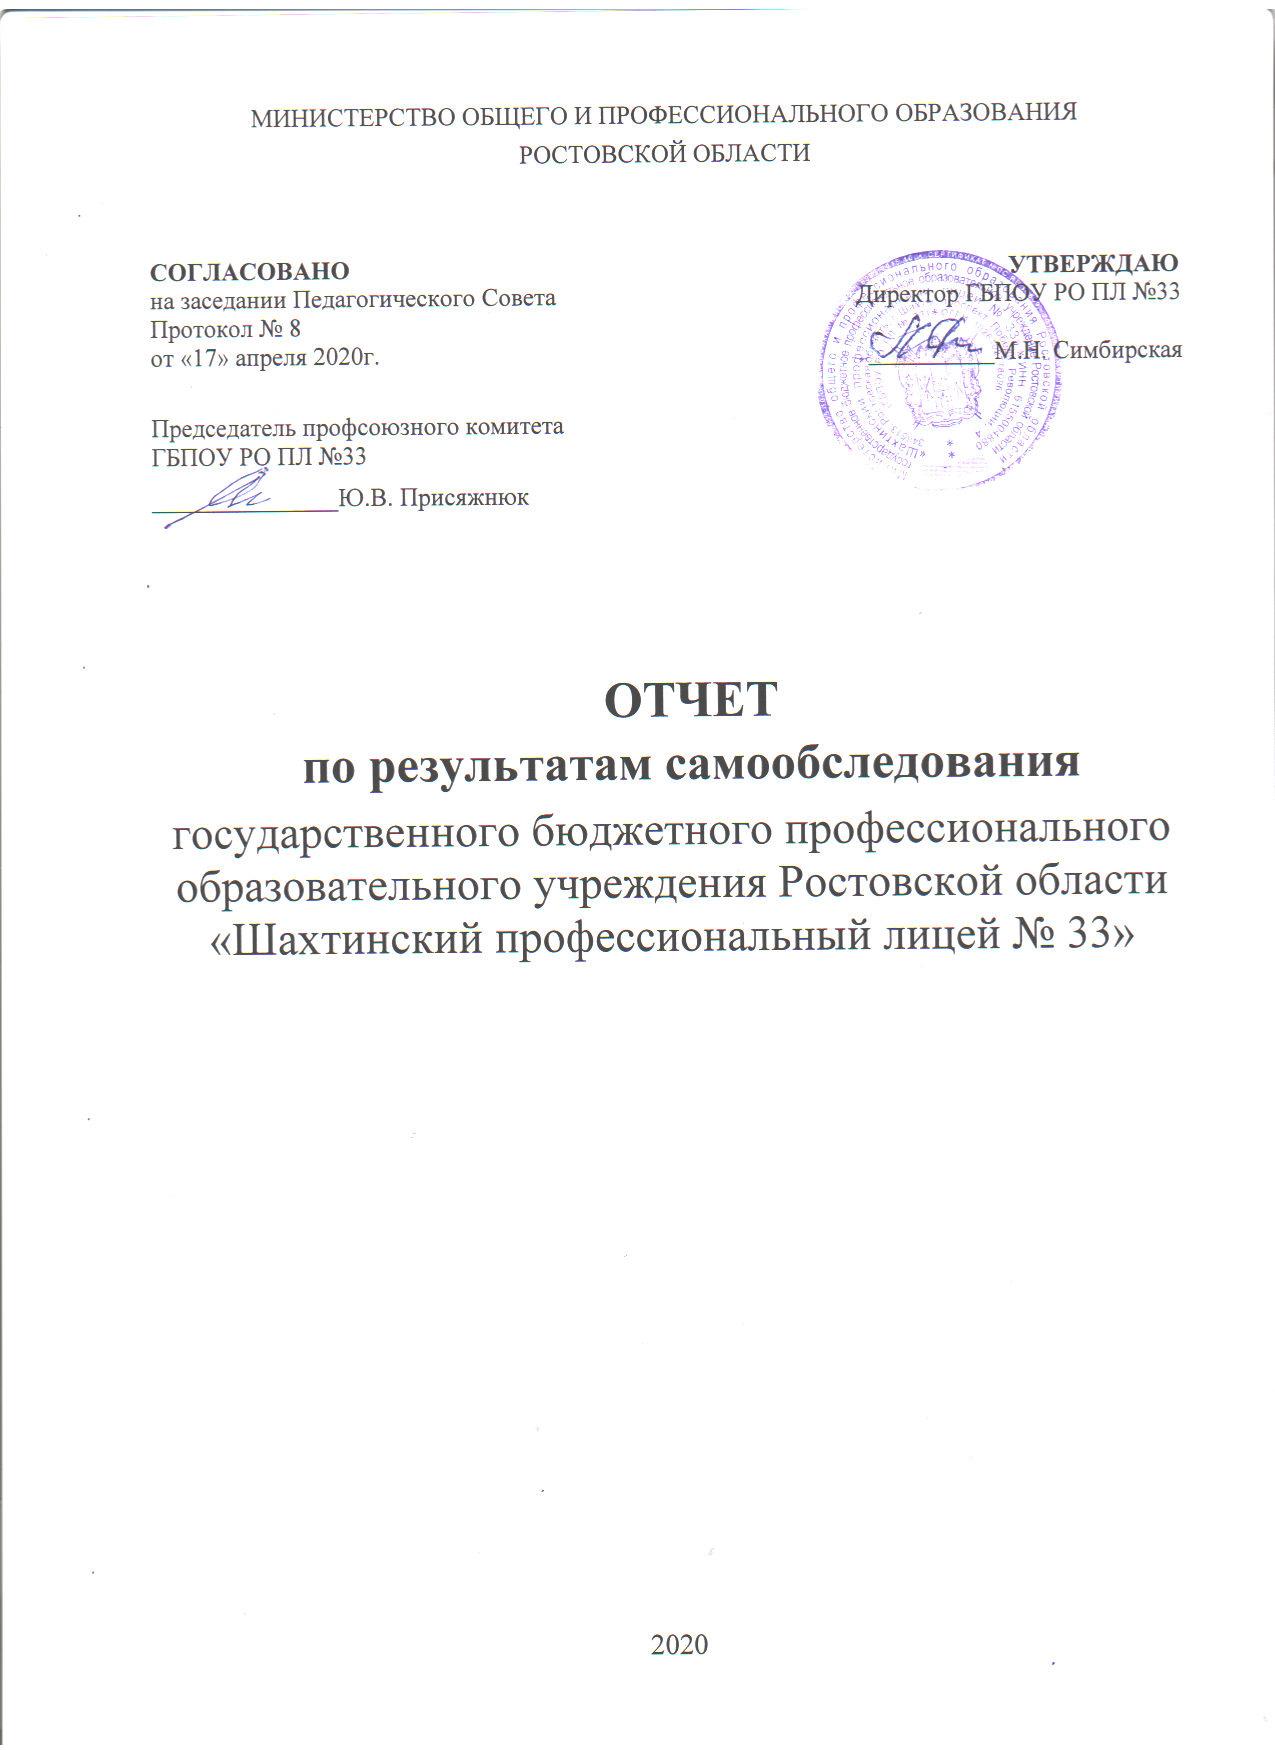 МИНИСТЕРСТВО ОБЩЕГО И ПРОФЕССИОНАЛЬНОГО ОБРАЗОВАНИЯ
РОСТОВСКОЙ ОБЛАСТИ
СОГЛАСОВАНО
на заседании Педагогического Совета
Протокол № 8
от «17» апреля 2020г.
Председатель профсоюзного комитета
ГБПОУ РО ПЛ №33
Ю.В. Присяжнюк
УТВЕРЖДАЮ
Директор ГБПОУ РО ПЛ №33
М.Н. Симбирская
ОТЧЕТ
по результатам самообследования
государственного бюджетного профессионального
образовательного учреждения Ростовской области
«Шахтинский профессиональный лицей № 33»
2020